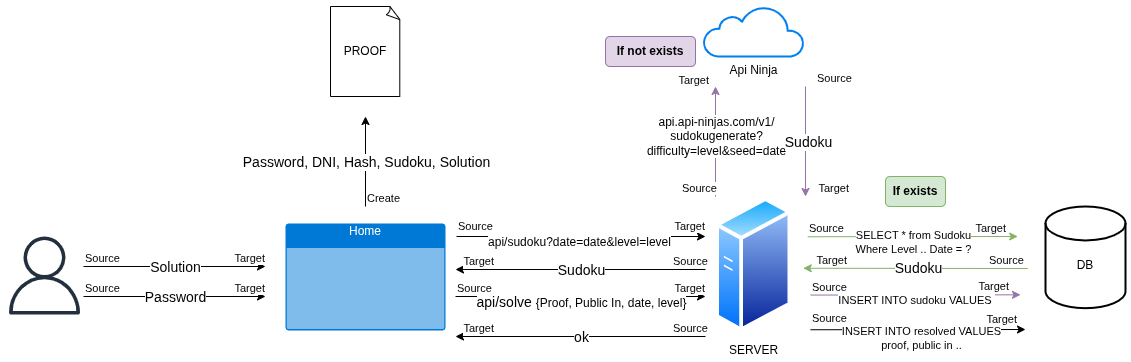 PROOF
If not exists
Api Ninja
Target
Source
api.api-ninjas.com/v1/
sudokugenerate?
difficulty=level&seed=date
Sudoku
Password, DNI, Hash, Sudoku, Solution
Create
Source
Target
If exists
Home
Source
Target
api/sudoku?date=date&level=level
Source
Target
SELECT * from Sudoku
Where Level .. Date = ?
Source
Target
Solution
Target
Source
Sudoku
Target
Source
Sudoku
DB
Source
Target
Password
Source
Target
api/solve {Proof, Public In, date, level}
Source
Target
INSERT INTO sudoku VALUES
Target
Source
ok
Source
Target
INSERT INTO resolved VALUES
proof, public in ..
SERVER